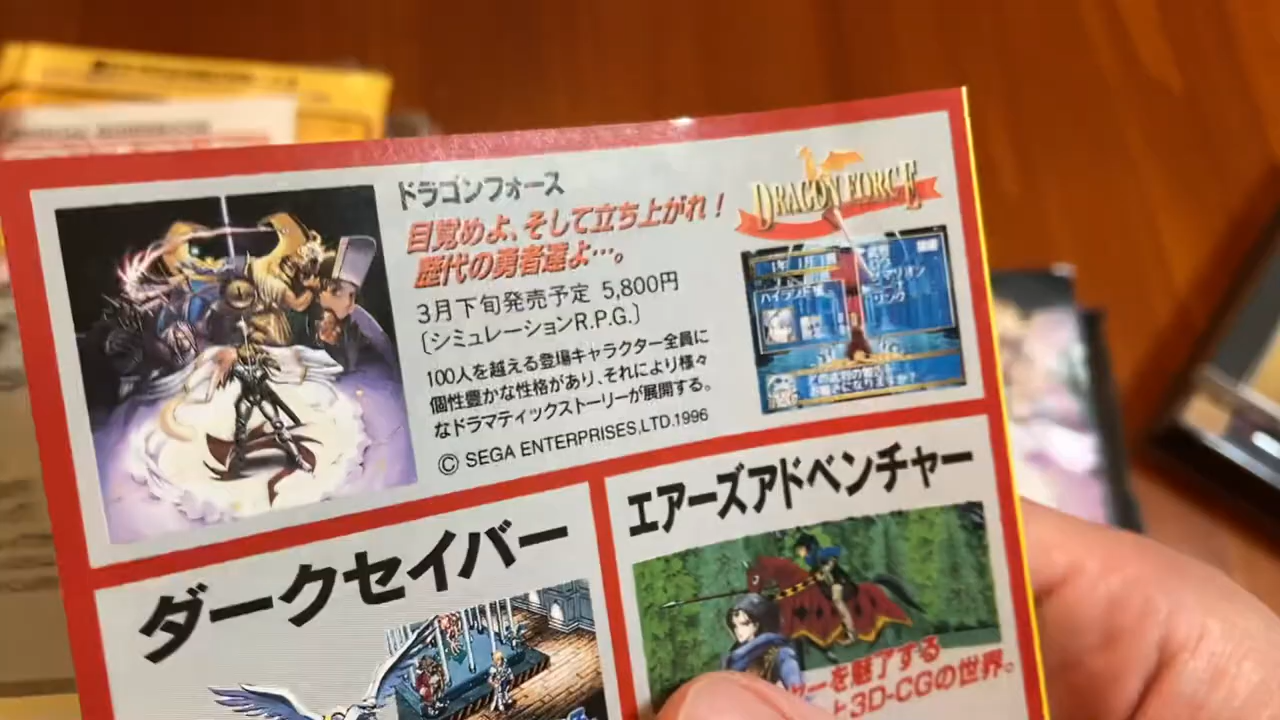 ドラゴンフォース
目覚めよ、そして立ち上がれ！
歴代の勇者達よ…。
3月下旬発売予定 5,800円
〔シミュレーションR.P.G.〕
100人を越える登場キャラクター全員に
個性豊かな性格があり、それにより様々
なドラマティックストーリーが展開する。
© SEGA ENTERPRISES,LTD.1996
DRAGON FORCE
ダークセイバー
エアーズアドベンチャー
ーを魅了する
3D-CGの世界。